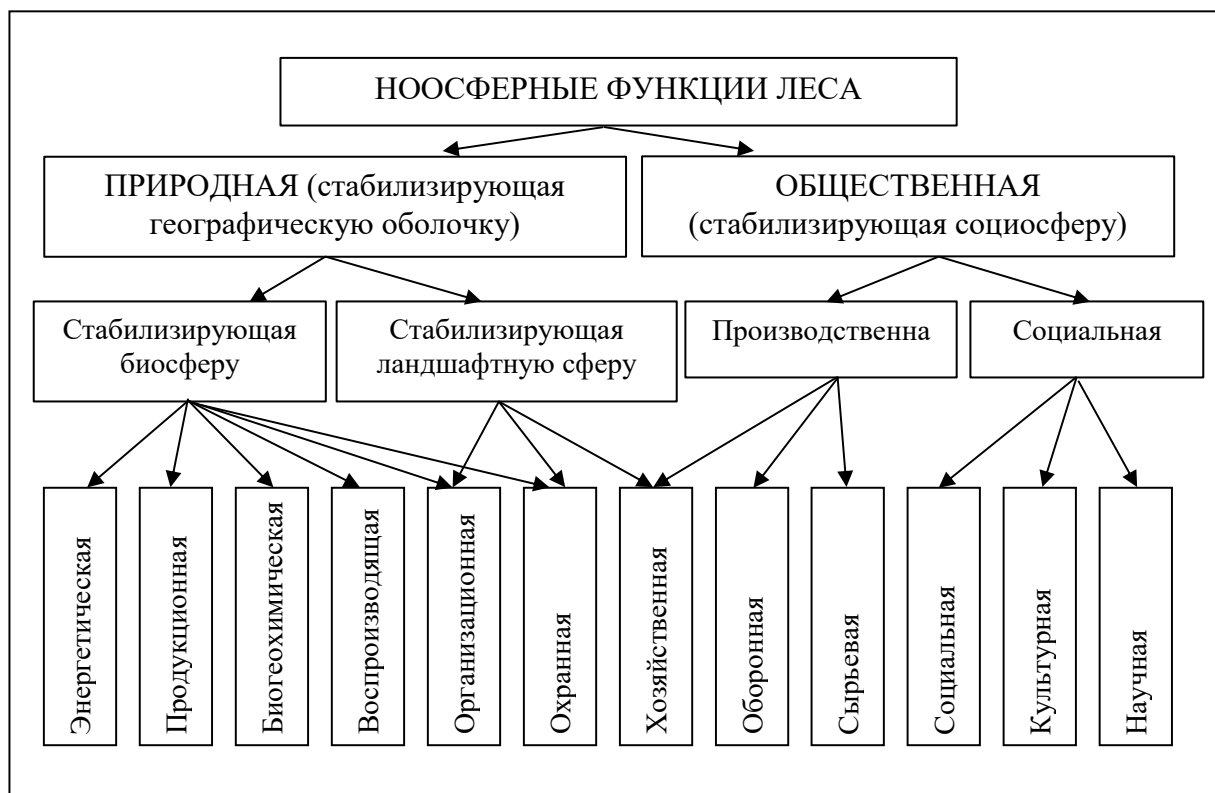 НООСФЕРНЫЕ ФУНКЦИИ ЛЕСА
ПРИРОДНАЯ (стабилизирующая
географическую оболочку)
ОБЩЕСТВЕННАЯ
(стабилизирующая социосферу)
Стабилизирующая
биосферу
Стабилизирующая
ландшафтную сферу
Производственна
Социальная
Энергетическая
Продукционная
Биогеохимическая
Воспроизводящая
Организационная
Охранная
Хозяйственная
Оборонная
Сырьевая
Социальная
Культурная
Научная